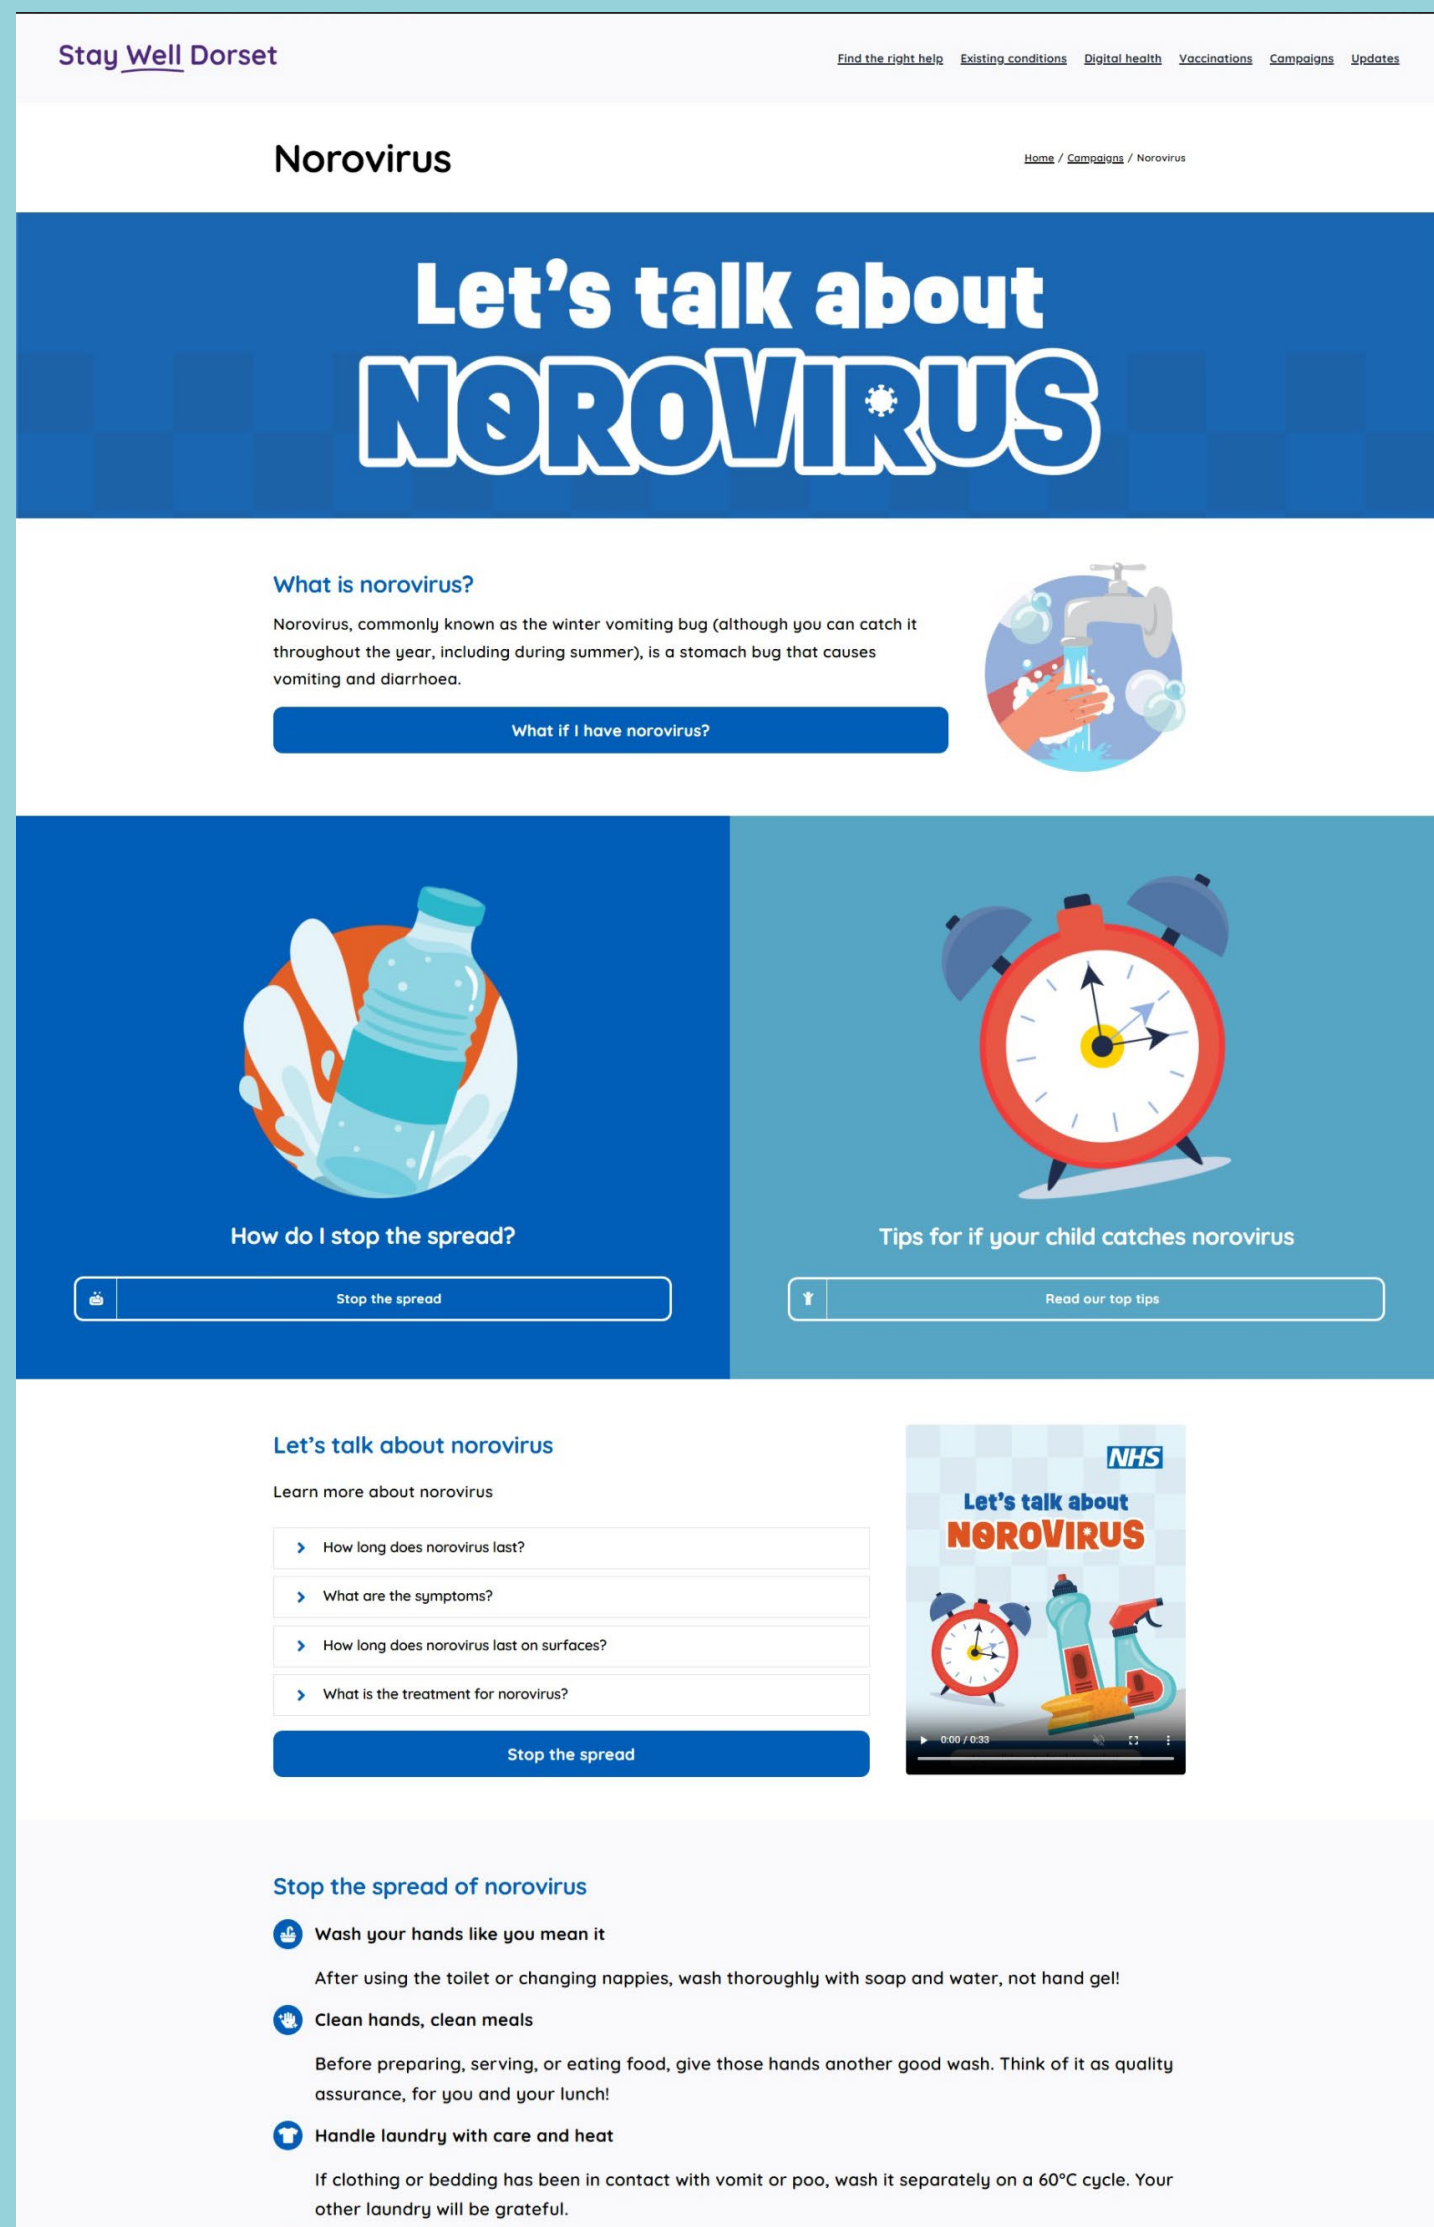 Stay Well Dorset
Find the right help Existing conditions Digital health Vaccinations Campaigns Updates
Norovirus
Home / Campaigns / Norovirus
Let's talk about
NOROVIRUS
What is norovirus?
Norovirus, commonly known as the winter vomiting bug (although you can catch it
throughout the year, including during summer), is a stomach bug that causes
vomiting and diarrhoea.
What if I have norovirus?
How do I stop the spread?
Stop the spread
Tips for if your child catches norovirus
Read our top tips
Let's talk about norovirus
Learn more about norovirus
How long does norovirus last?
What are the symptoms?
How long does norovirus last on surfaces?
What is the treatment for norovirus?
Stop the spread
NHS
Let's talk about
NOROVIRUS
0:00 / 0:33
Stop the spread of norovirus
Wash your hands like you mean it
After using the toilet or changing nappies, wash thoroughly with soap and water, not hand gel!
Clean hands, clean meals
Before preparing, serving, or eating food, give those hands another good wash. Think of it as quality
assurance, for you and your lunch!
Handle laundry with care and heat
If clothing or bedding has been in contact with vomit or poo, wash it separately on a 60°C cycle. Your
other laundry will be grateful.